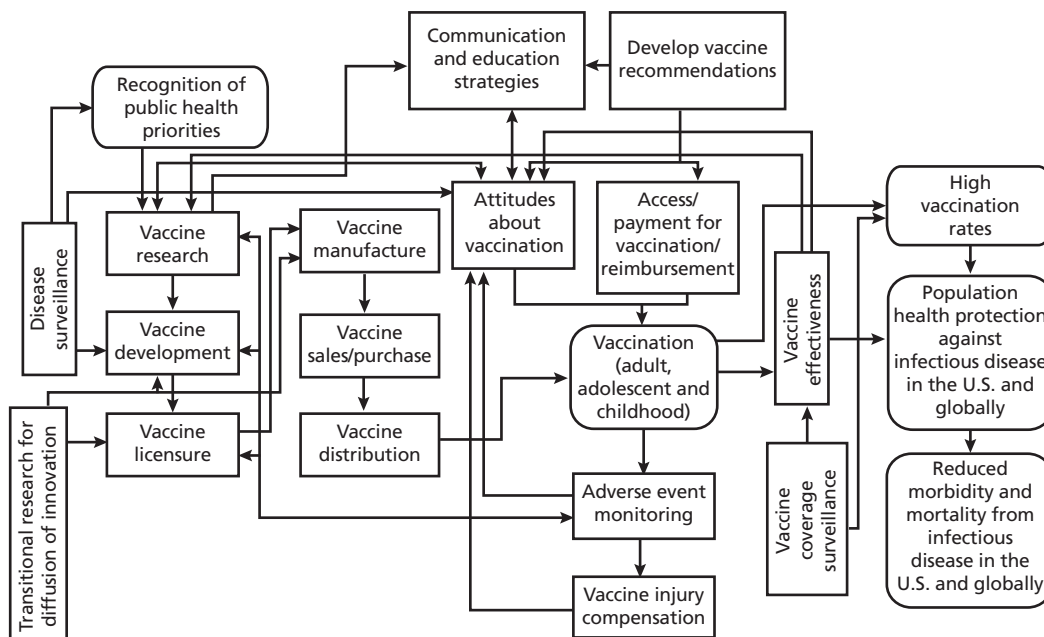 Communication
and education
strategies
Develop vaccine
recommendations
Recognition of
public health
priorities
Disease
surveillance
Vaccine
research
Vaccine
manufacture
Attitudes
about
vaccination
Access/
payment for
vaccination/
reimbursement
High
vaccination
rates
Vaccine
development
Vaccine
sales/purchase
Vaccination
(adult,
adolescent and
childhood)
Vaccine
effectiveness
Population
health protection
against
infectious disease
in the U.S. and
globally
Transitional research for
diffusion of innovation
Vaccine
licensure
Vaccine
distribution
Adverse event
monitoring
Vaccine
coverage
surveillance
Reduced
morbidity and
mortality from
infectious
disease in the
U.S. and globally
Vaccine injury
compensation